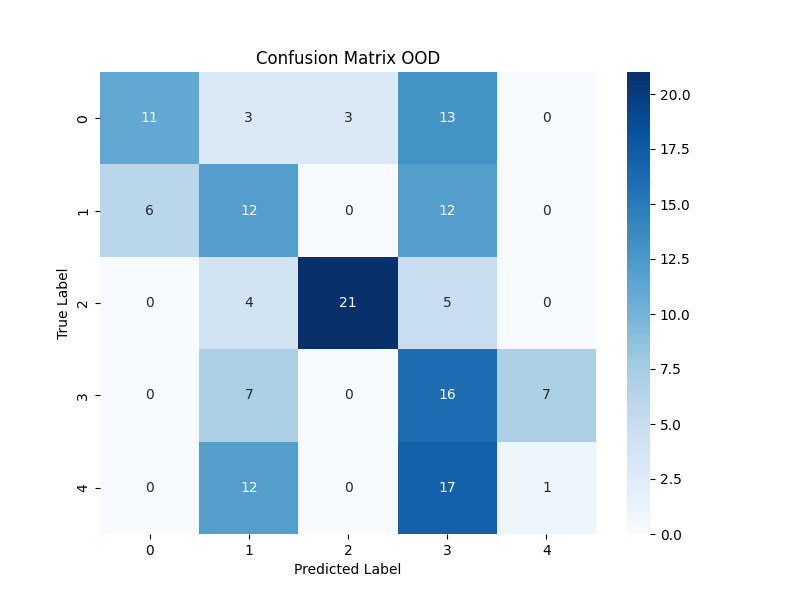 Confusion Matrix OOD
True Label
0 11 3 3 13 0
1 6 12 0 12 0
2 0 4 21 5 0
3 0 7 0 16 7
4 0 12 0 17 1
0 1 2 3 4
Predicted Label
20.0
17.5
15.0
12.5
10.0
7.5
5.0
2.5
0.0